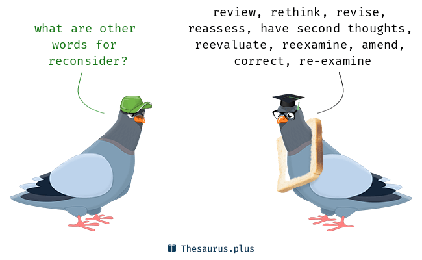 what are other
words for
reconsider?
review, rethink, revise,
reassess, have second thoughts,
reevaluate, reexamine, amend,
correct, re-examine
Thesaurus.plus